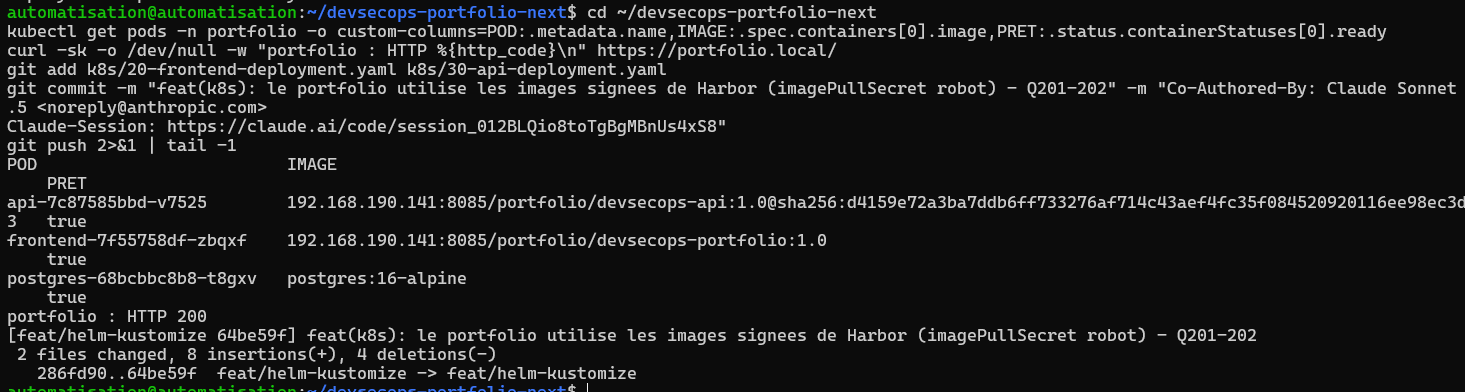 automatisation@automatisation:~/devsecops-portfolio-next$ cd ~/devsecops-portfolio-next
kubectl get pods -n portfolio -o custom-columns=POD:.metadata.name,IMAGE:.spec.containers[0].image,PRET:.status.containerStatuses[0].ready
curl -sk -o /dev/null -w "portfolio : HTTP %{http_code}\n" https://portfolio.local/
git add k8s/20-frontend-deployment.yaml k8s/30-api-deployment.yaml
git commit -m "feat(k8s): le portfolio utilise les images signees de Harbor (imagePullSecret robot) - Q201-202" -m "Co-Authored-By: Claude Sonnet
.5 <noreply@anthropic.com>
Claude-Session: https://claude.ai/code/session_012BLQio8toTgBgMBnUs4xS8"
git push 2>&1 | tail -1
POD IMAGE
PRET
api-7c87585bbd-v7525 192.168.190.141:8085/portfolio/devsecops-api:1.0@sha256:d4159e72a3ba7ddb6ff733276af714c43aef4fc35f084520920116ee98ec3d
3 true
frontend-7f55758df-zbqxf 192.168.190.141:8085/portfolio/devsecops-portfolio:1.0
true
postgres-68bcbbc8b8-t8gxv postgres:16-alpine
true
portfolio : HTTP 200
[feat/helm-kustomize 64be59f] feat(k8s): le portfolio utilise les images signees de Harbor (imagePullSecret robot) - Q201-202
2 files changed, 8 insertions(+), 4 deletions(-)
286fd90..64be59f feat/helm-kustomize -> feat/helm-kustomize
automatisation@automatisation:~/devsecops-portfolio-next$